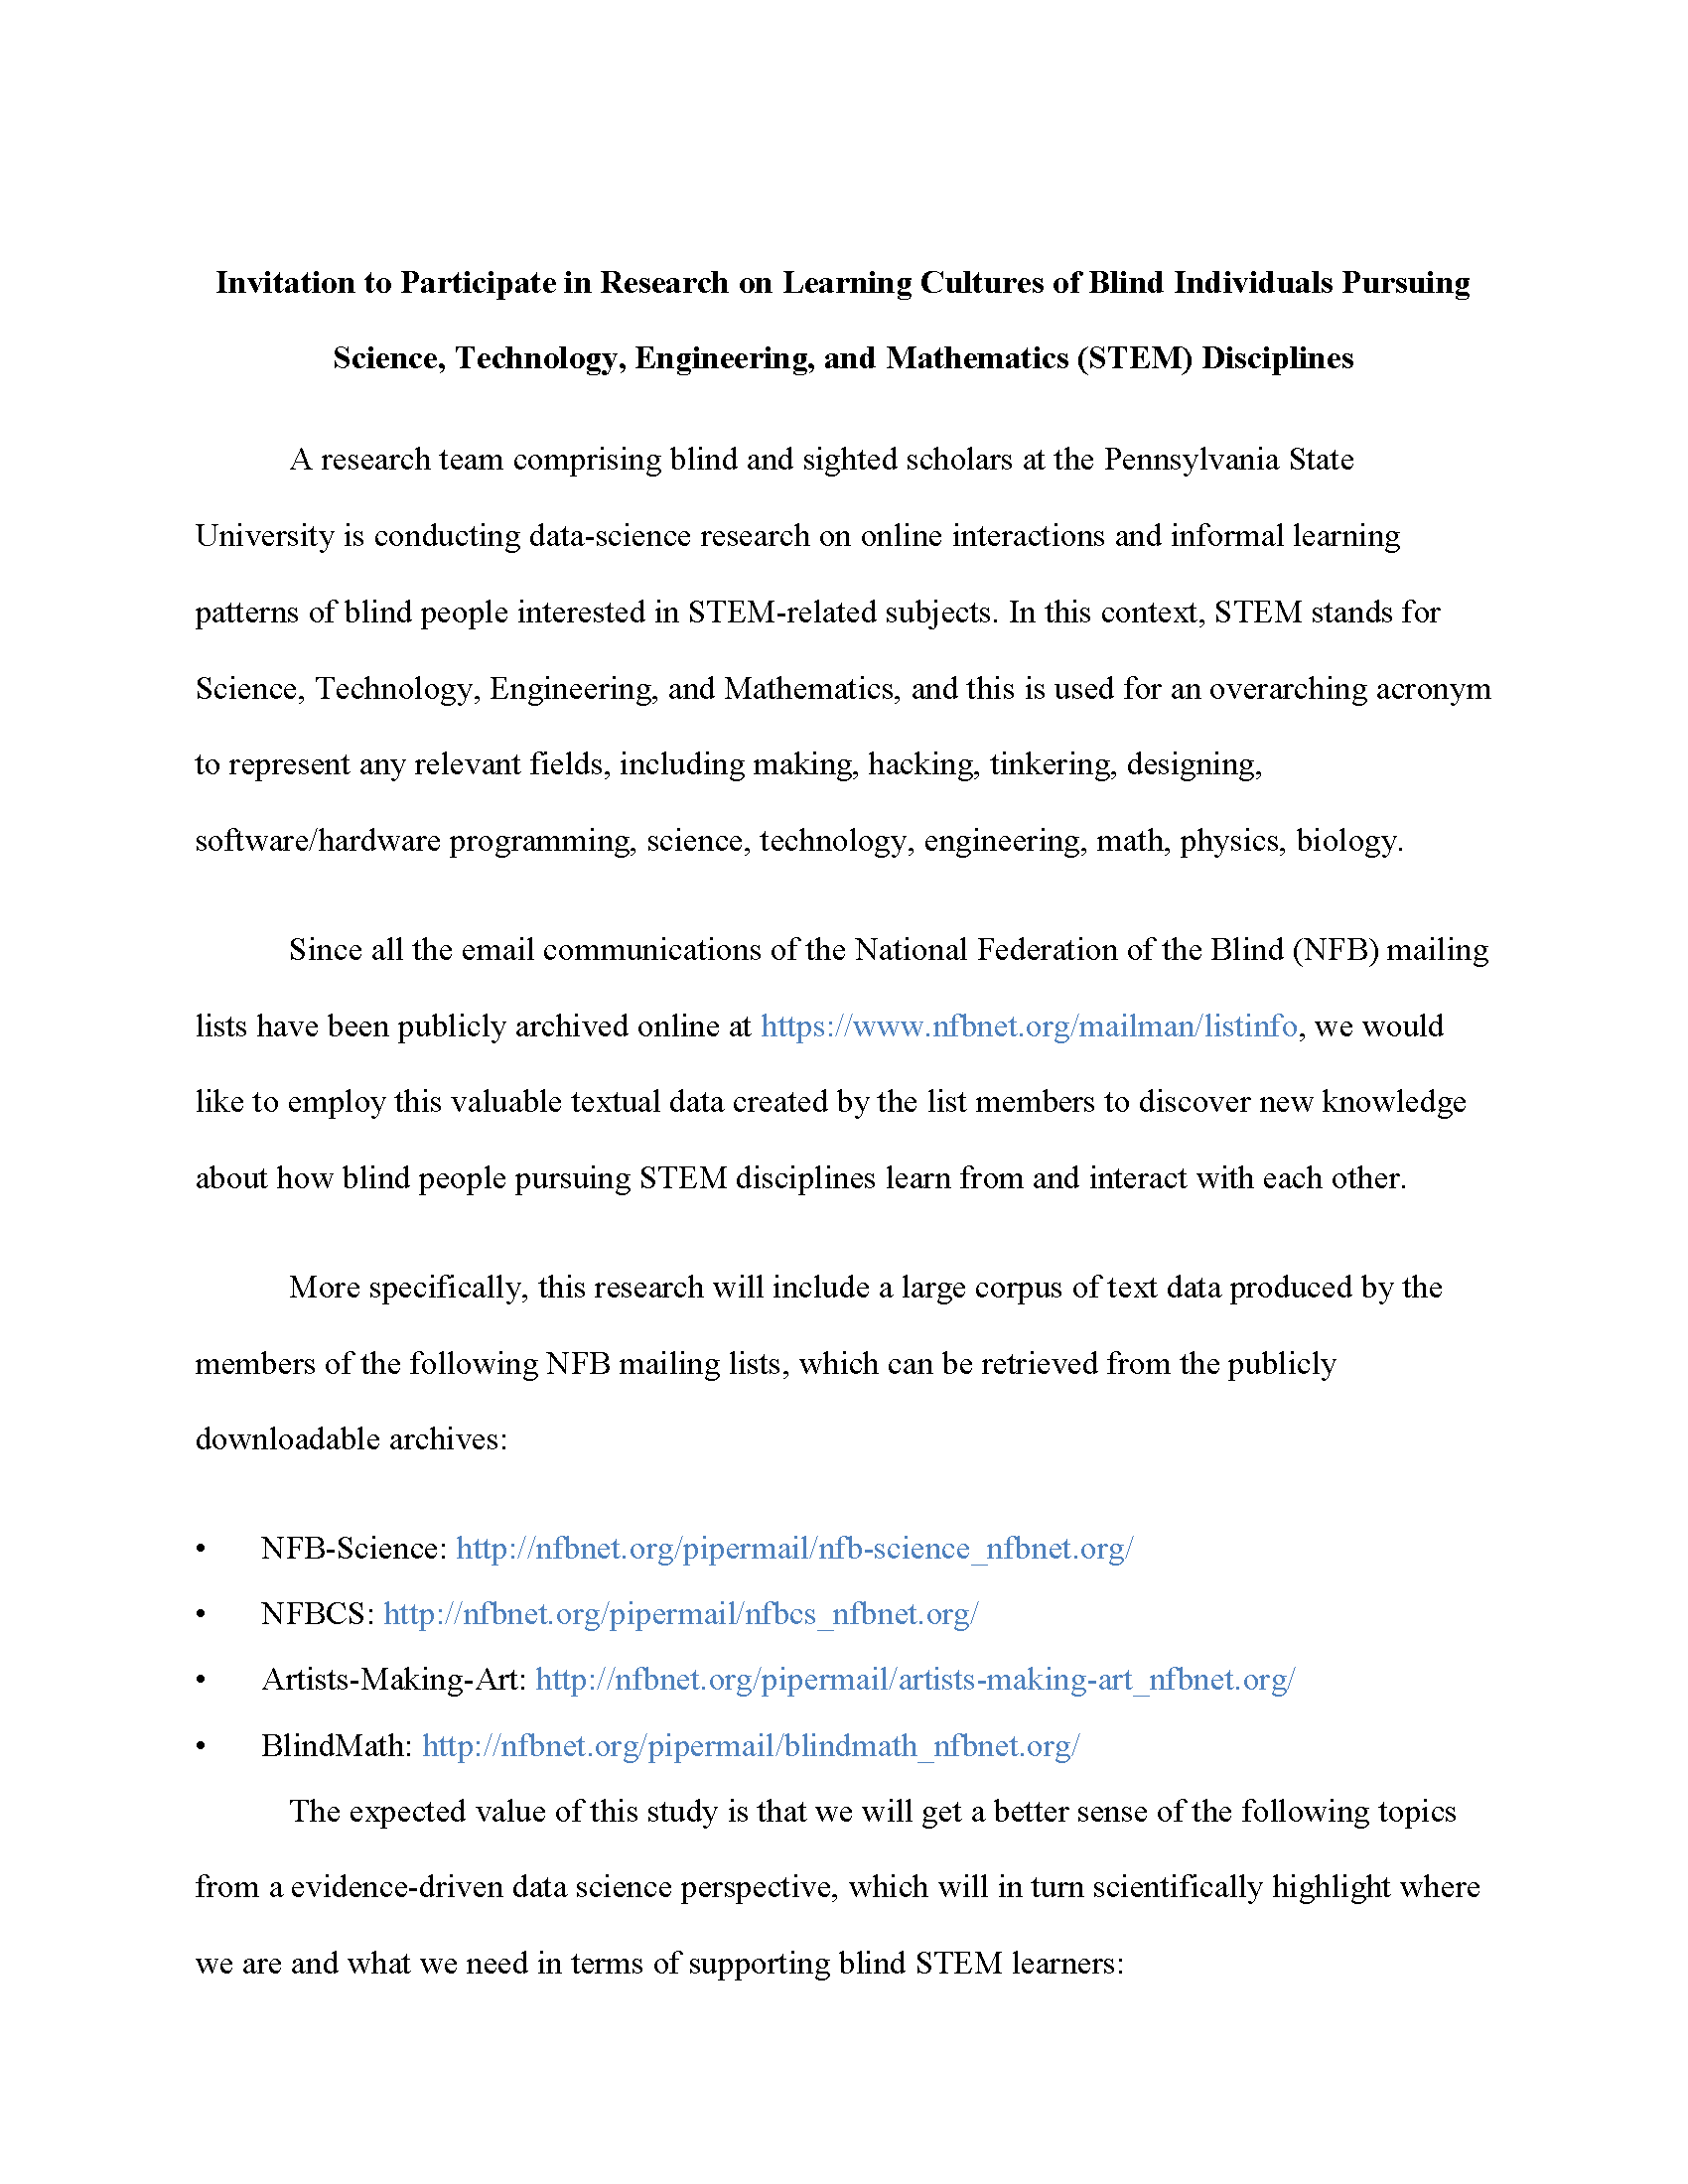 Invitation to Participate in Research on Learning Cultures of Blind Individuals Pursuing
Science, Technology, Engineering, and Mathematics (STEM) Disciplines
A research team comprising blind and sighted scholars at the Pennsylvania State
University is conducting data-science research on online interactions and informal learning
patterns of blind people interested in STEM-related subjects. In this context, STEM stands for
Science, Technology, Engineering, and Mathematics, and this is used for an overarching acronym
to represent any relevant fields, including making, hacking, tinkering, designing,
software/hardware programming, science, technology, engineering, math, physics, biology.
Since all the email communications of the National Federation of the Blind (NFB) mailing
lists have been publicly archived online at https://www.nfbnet.org/mailman/listinfo, we would
like to employ this valuable textual data created by the list members to discover new knowledge
about how blind people pursuing STEM disciplines learn from and interact with each other.
More specifically, this research will include a large corpus of text data produced by the
members of the following NFB mailing lists, which can be retrieved from the publicly
downloadable archives:
• NFB-Science: http://nfbnet.org/pipermail/nfb-science_nfbnet.org/
• NFBCS: http://nfbnet.org/pipermail/nfbcs_nfbnet.org/
• Artists-Making-Art: http://nfbnet.org/pipermail/artists-making-art_nfbnet.org/
• BlindMath: http://nfbnet.org/pipermail/blindmath_nfbnet.org/
The expected value of this study is that we will get a better sense of the following topics
from a evidence-driven data science perspective, which will in turn scientifically highlight where
we are and what we need in terms of supporting blind STEM learners: